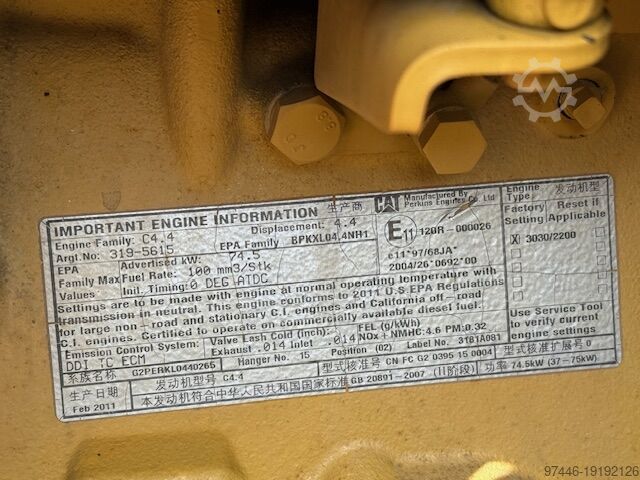 IMPORTANT ENGINE INFORMATION 生产商 CAT Manufactured By Perkins Engines Co. Ltd
Engine Family: C4.4 Displacement: 4.4
Argt.No: 319-5615 EPA Family BPKXL04.4NH1
EPA Family Max Values
Advertised kW: 74.5
Fuel Rate: 100 mm3/Stk
Init. Timing: 0 DEG ATDC
E11 120R-000026
e11*97/68JA*
2004/26*0692*00
Engine Type: 发动机型
Factory Setting Reset if Applicable
X 3030/2200
Use Service Tool to verify current engine settings
Settings are to be made with engine at normal operating temperature with
transmission in neutral. This engine conforms to 2011 U.S EPA Regulations
for large non-road and stationary C.I. engines and California off-road
C.I. engines. Certified to operate on commercially available diesel fuel:
Emission Control System: DDI TC ECM
Valve Lash Cold (Inch): Exhaust .014 Inlet .014
FEL (g/kWh) NOx+NMHC:4.6 PM:0.32
Hanger No. 15 Position (02) Label No. 3181A081
系族名称 G2PERKL0440265 型式核准号 CN FC G2 0395 15 0004 型式核准扩展号 0
生产日期 Feb 2011 发动机型号 C4.4 功率 74.5kW (37-75kW)
本发动机符合中华人民共和国国家标准 GB 20891-2007 (II阶段)
97446-19192126